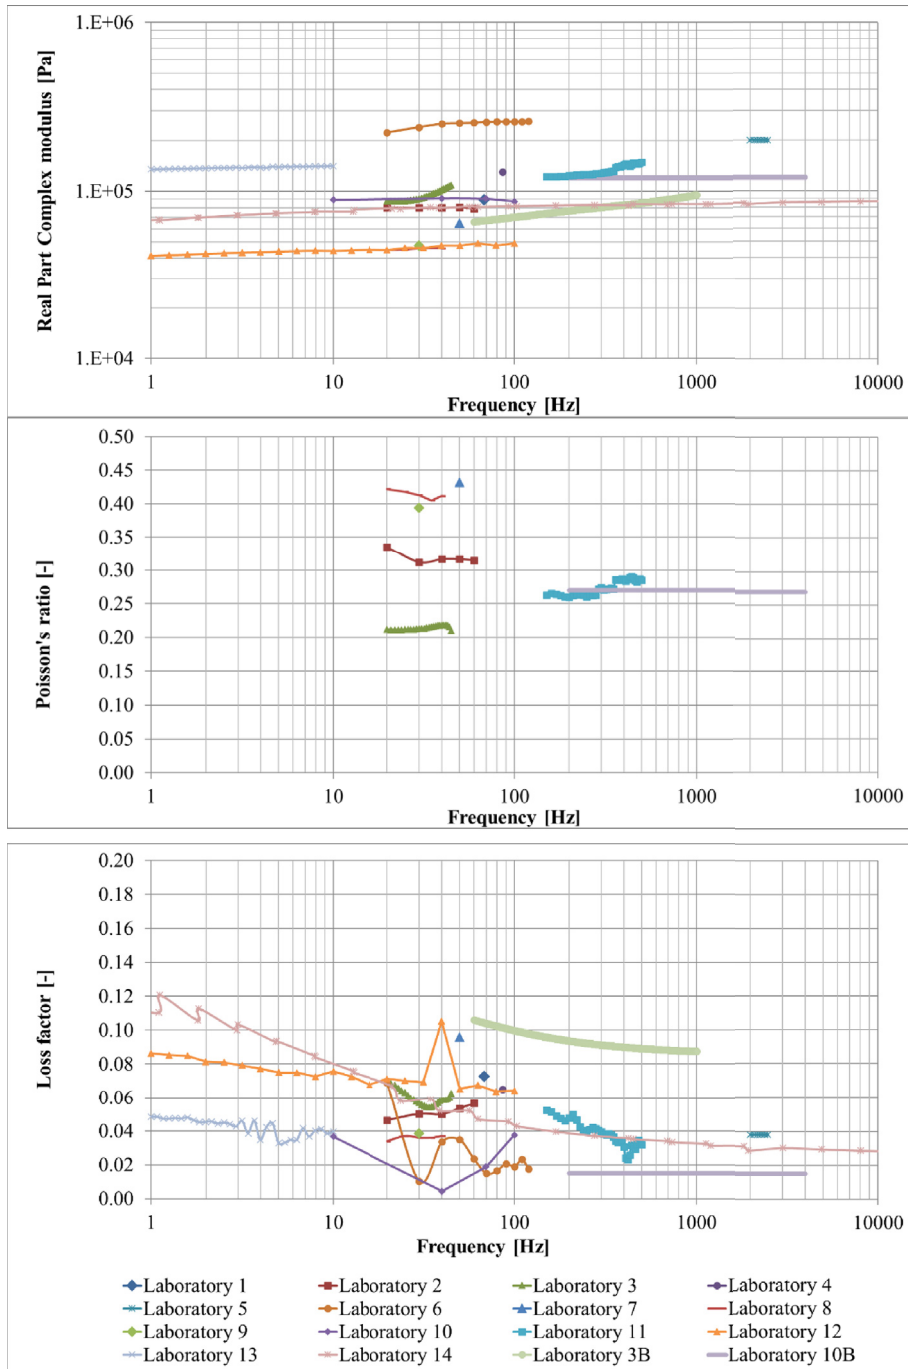 Real Part Complex modulus [Pa]
1.E+06
1.E+05
1.E+04
1 10 100 1000 10000
Frequency [Hz]
Poisson's ratio [-]
0.50
0.45
0.40
0.35
0.30
0.25
0.20
0.15
0.10
0.05
0.00
1 10 100 1000 10000
Frequency [Hz]
Loss factor [-]
0.20
0.18
0.16
0.14
0.12
0.10
0.08
0.06
0.04
0.02
0.00
1 10 100 1000 10000
Frequency [Hz]
Laboratory 1 Laboratory 2 Laboratory 3 Laboratory 4
Laboratory 5 Laboratory 6 Laboratory 7 Laboratory 8
Laboratory 9 Laboratory 10 Laboratory 11 Laboratory 12
Laboratory 13 Laboratory 14 Laboratory 3B Laboratory 10B